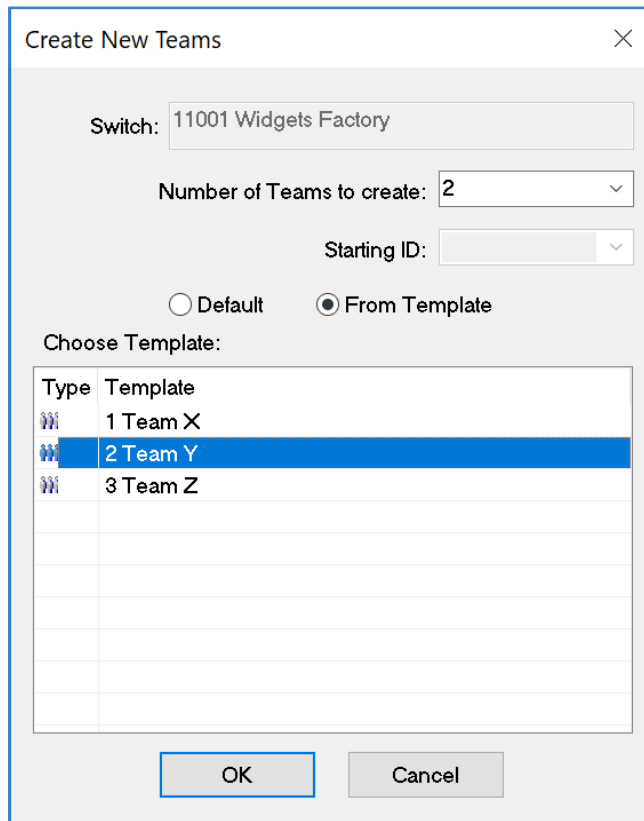 Create New Teams
Switch: 11001 Widgets Factory
Number of Teams to create: 2
Starting ID:
Default From Template
Choose Template:
Type Template
1 Team X
2 Team Y
3 Team Z
OK Cancel